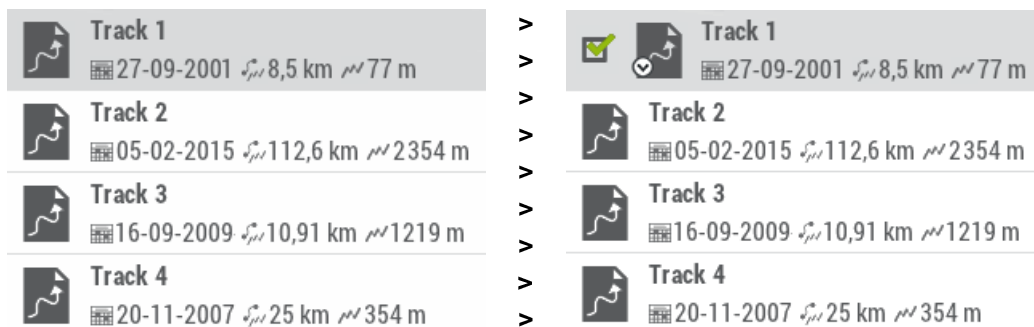 Track 1
27-09-2001 8,5 km 77 m
Track 2
05-02-2015 112,6 km 2354 m
Track 3
16-09-2009 10,91 km 1219 m
Track 4
20-11-2007 25 km 354 m
>
>
>
>
>
>
>
>
>
Track 1
27-09-2001 8,5 km 77 m
Track 2
05-02-2015 112,6 km 2354 m
Track 3
16-09-2009 10,91 km 1219 m
Track 4
20-11-2007 25 km 354 m